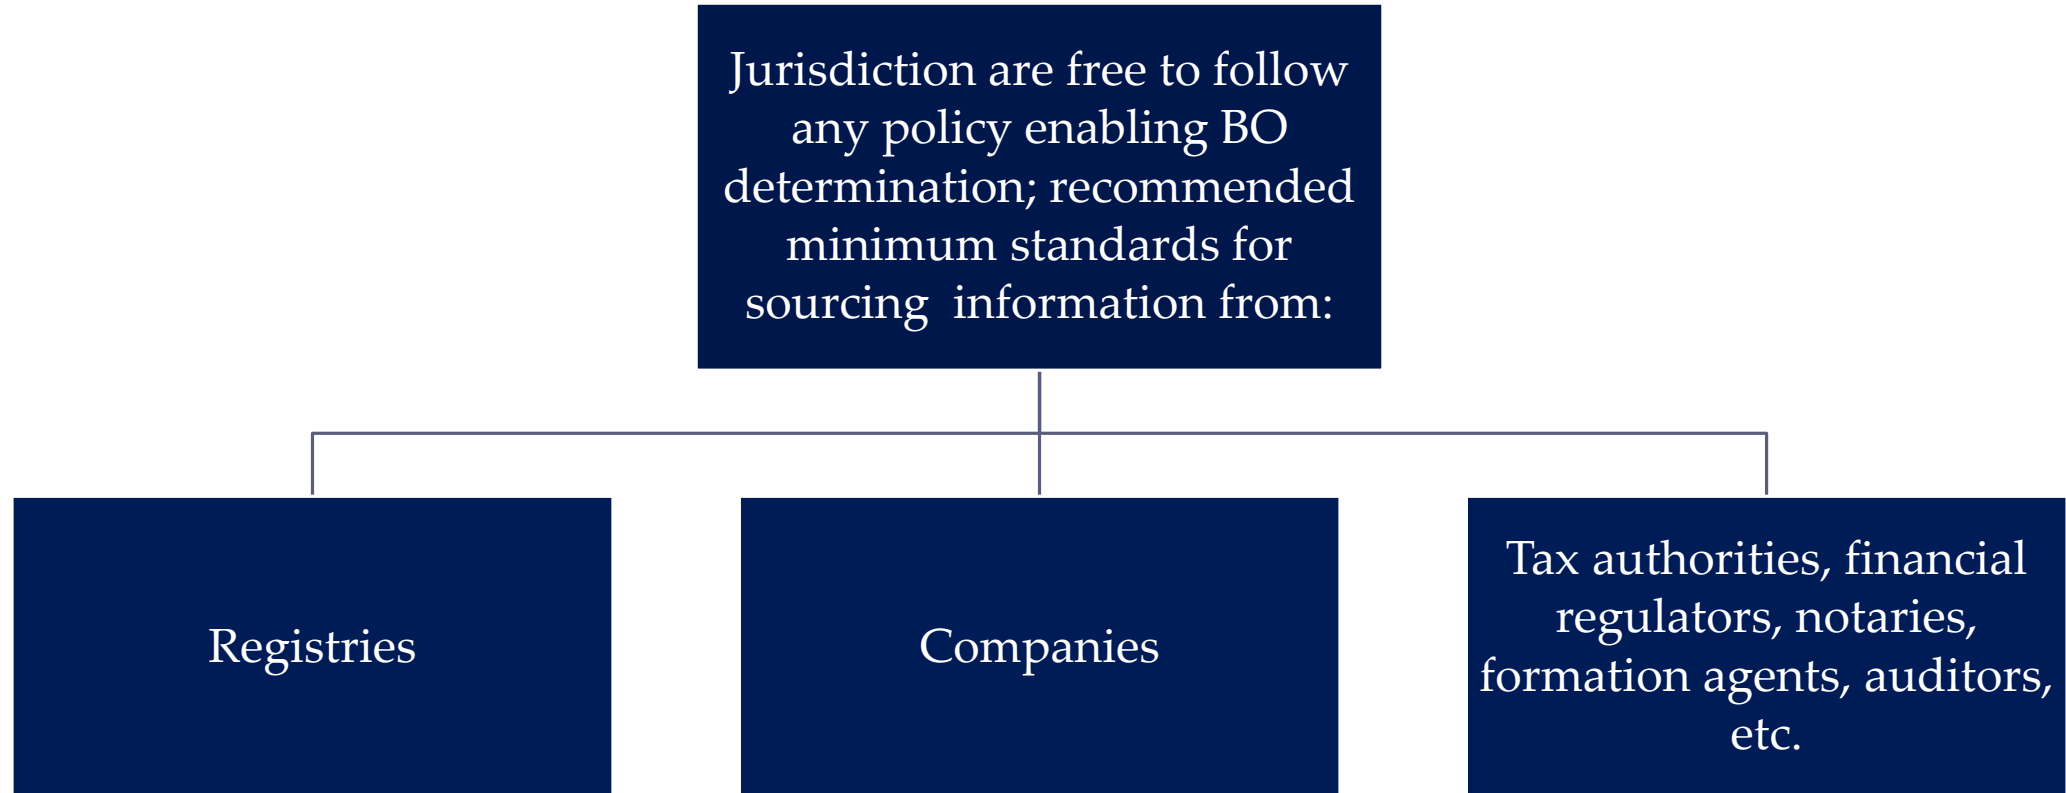 Jurisdiction are free to follow
any policy enabling BO
determination; recommended
minimum standards for
sourcing  information from:
Registries
Companies
Tax authorities, financial
regulators, notaries,
formation agents, auditors,
etc.